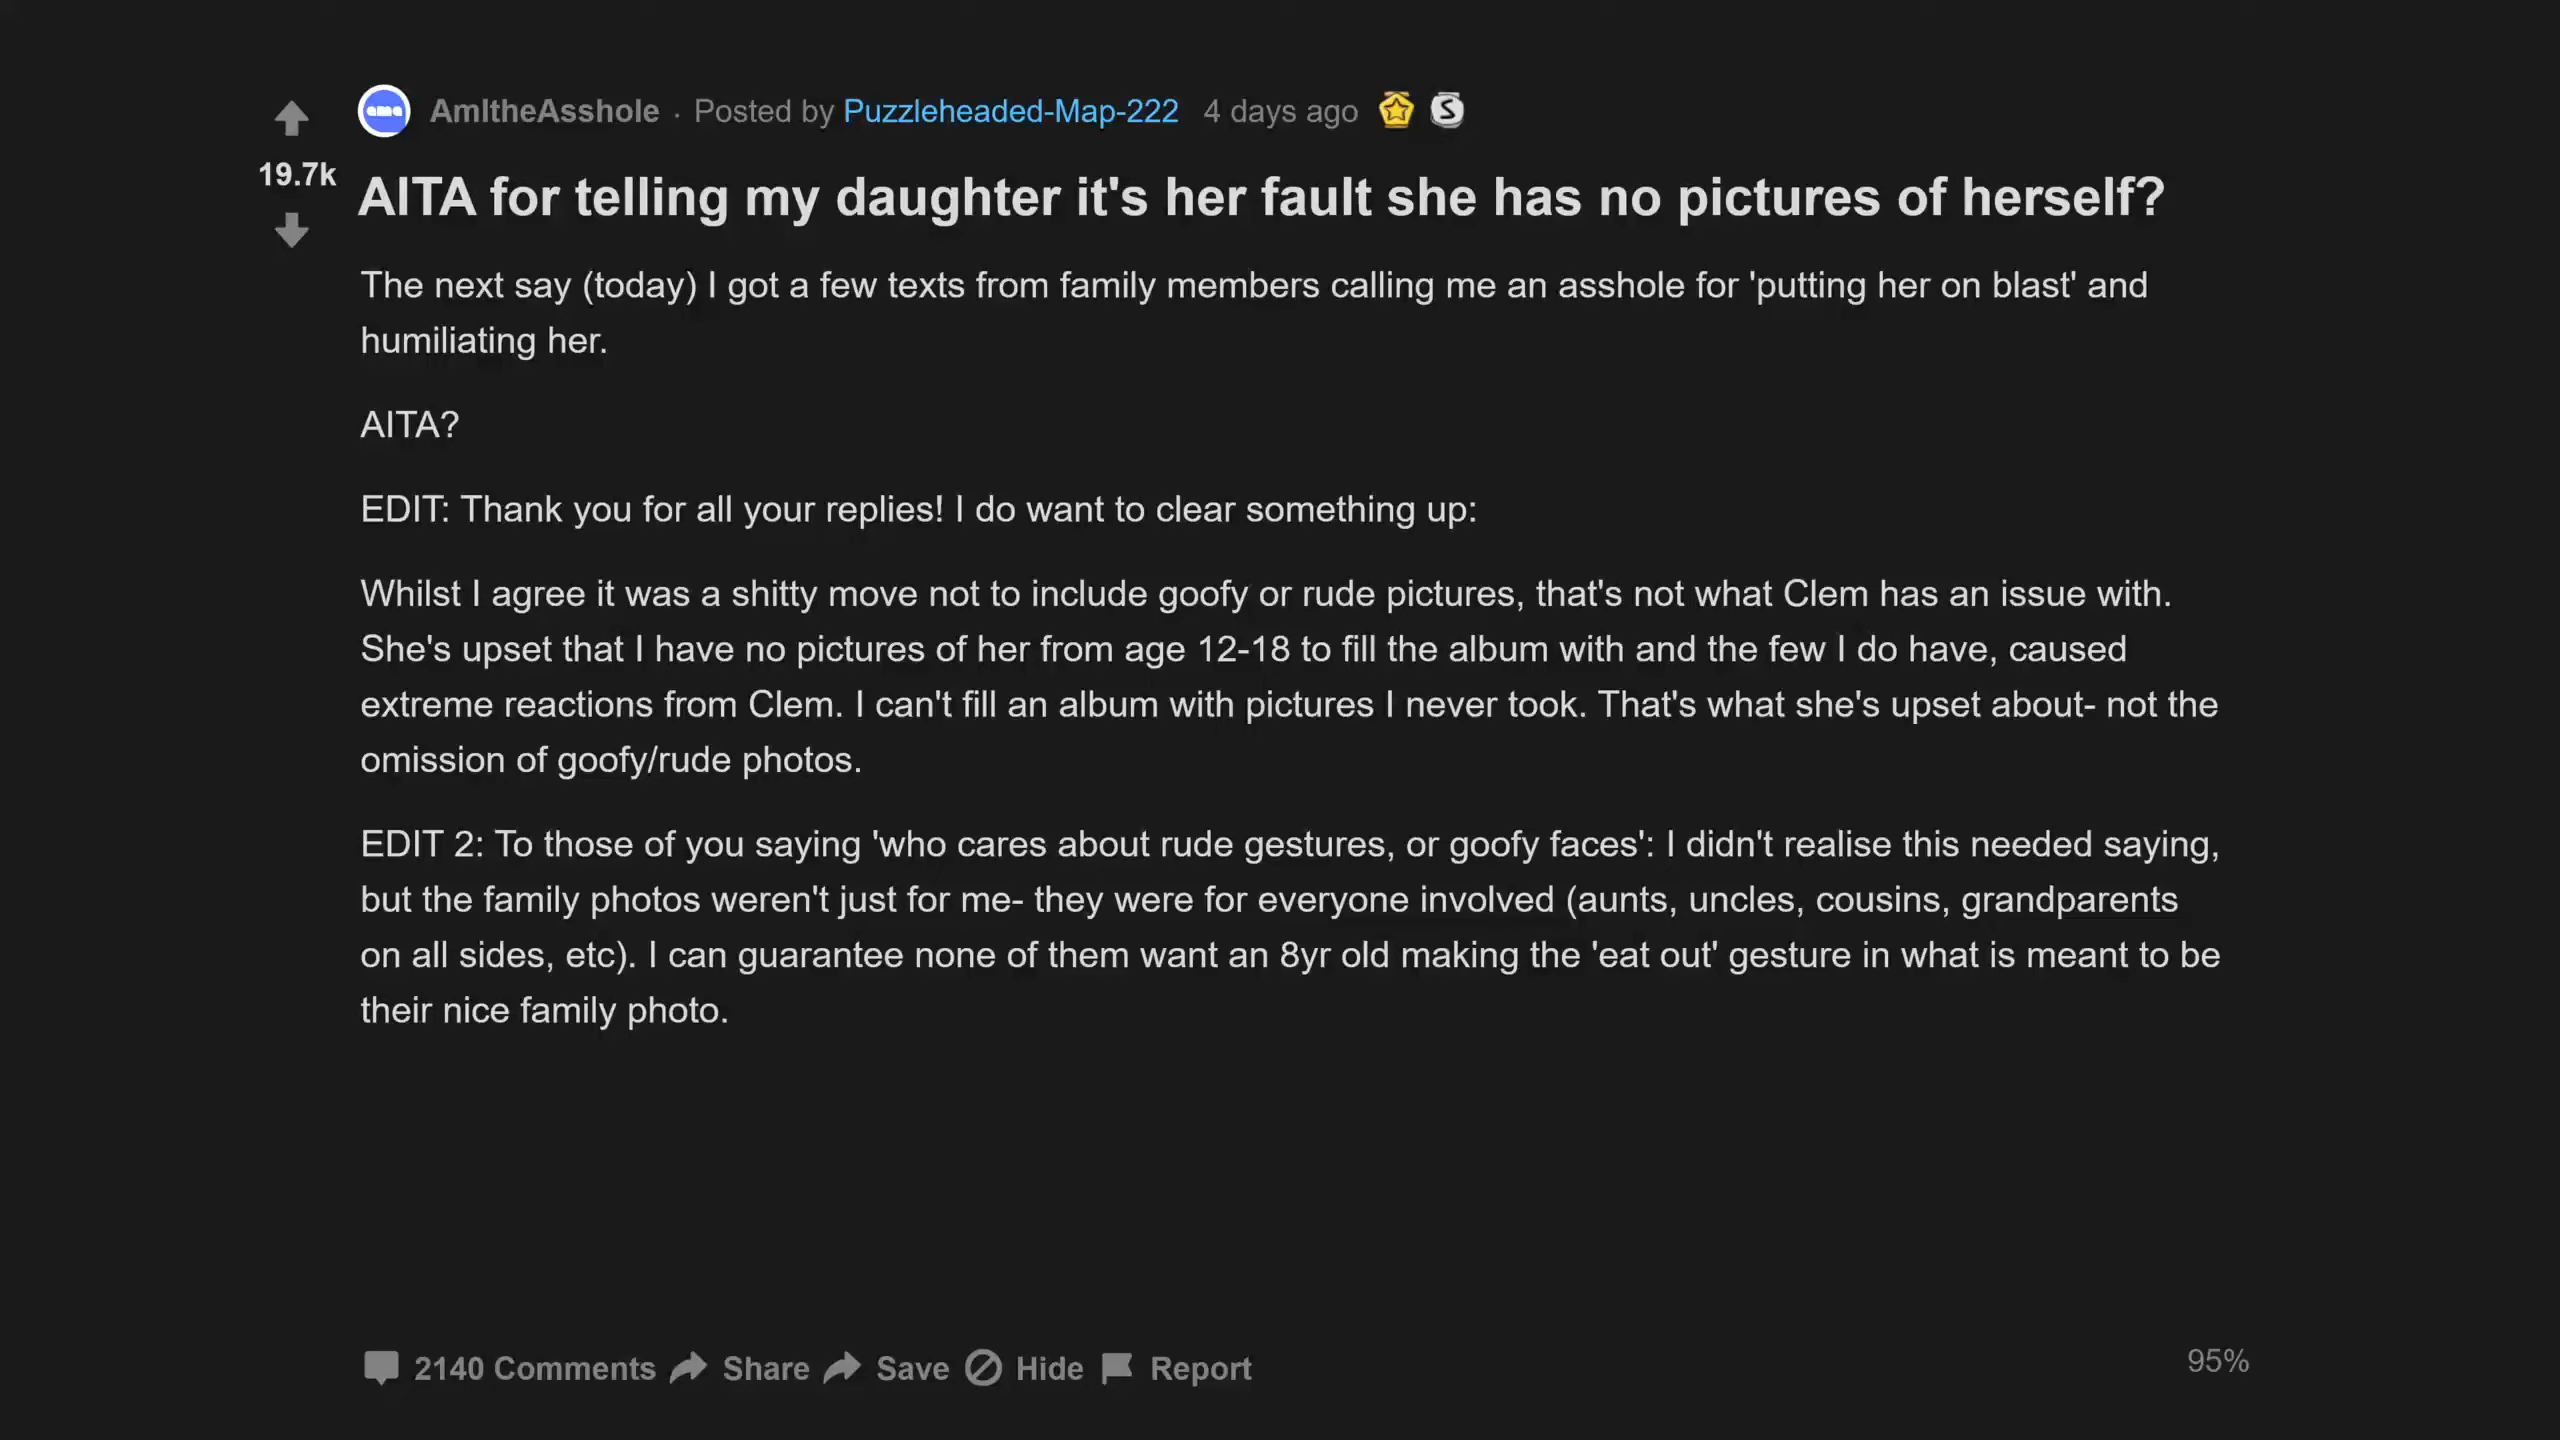 AmItheAsshole · Posted by Puzzleheaded-Map-222 4 days ago
19.7k
AITA for telling my daughter it's her fault she has no pictures of herself?
The next say (today) I got a few texts from family members calling me an asshole for 'putting her on blast' and
humiliating her.
AITA?
EDIT: Thank you for all your replies! I do want to clear something up:
Whilst I agree it was a shitty move not to include goofy or rude pictures, that's not what Clem has an issue with.
She's upset that I have no pictures of her from age 12-18 to fill the album with and the few I do have, caused
extreme reactions from Clem. I can't fill an album with pictures I never took. That's what she's upset about- not the
omission of goofy/rude photos.
EDIT 2: To those of you saying 'who cares about rude gestures, or goofy faces': I didn't realise this needed saying,
but the family photos weren't just for me- they were for everyone involved (aunts, uncles, cousins, grandparents
on all sides, etc). I can guarantee none of them want an 8yr old making the 'eat out' gesture in what is meant to be
their nice family photo.
2140 Comments Share Save Hide Report
95%